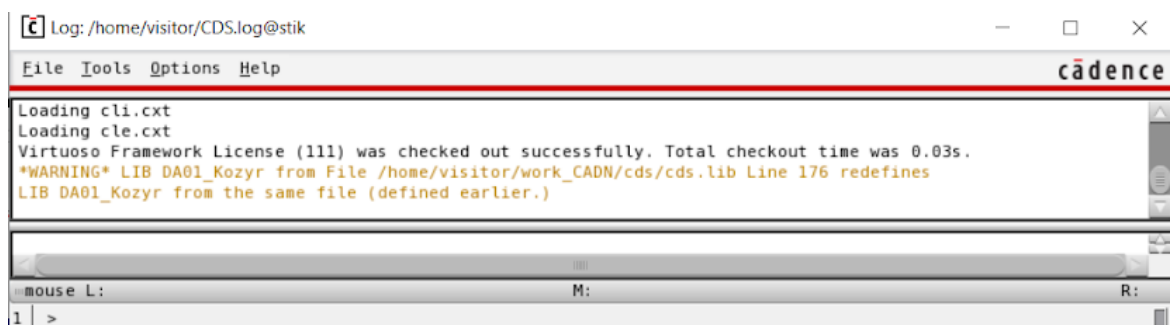 Log: /home/visitor/CDS.log@stik
File Tools Options Help
cādence
Loading cli.cxt
Loading cle.cxt
Virtuoso Framework License (111) was checked out successfully. Total checkout time was 0.03s.
*WARNING* LIB DA01_Kozyr from File /home/visitor/work_CADN/cds/cds.lib Line 176 redefines
LIB DA01_Kozyr from the same file (defined earlier.)
mouse L: M: R:
1 >